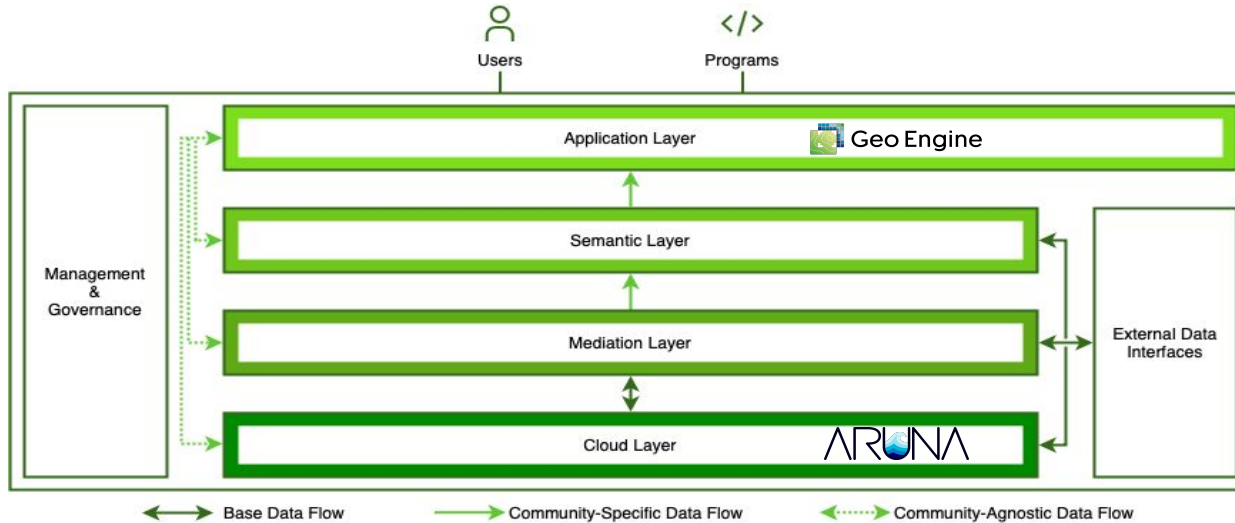 </>
Users
Programs
Application Layer
Geo Engine
Semantic Layer
Management
&
Governance
Mediation Layer
External Data
Interfaces
Cloud Layer
ARUNA
Base Data Flow
Community-Specific Data Flow
Community-Agnostic Data Flow